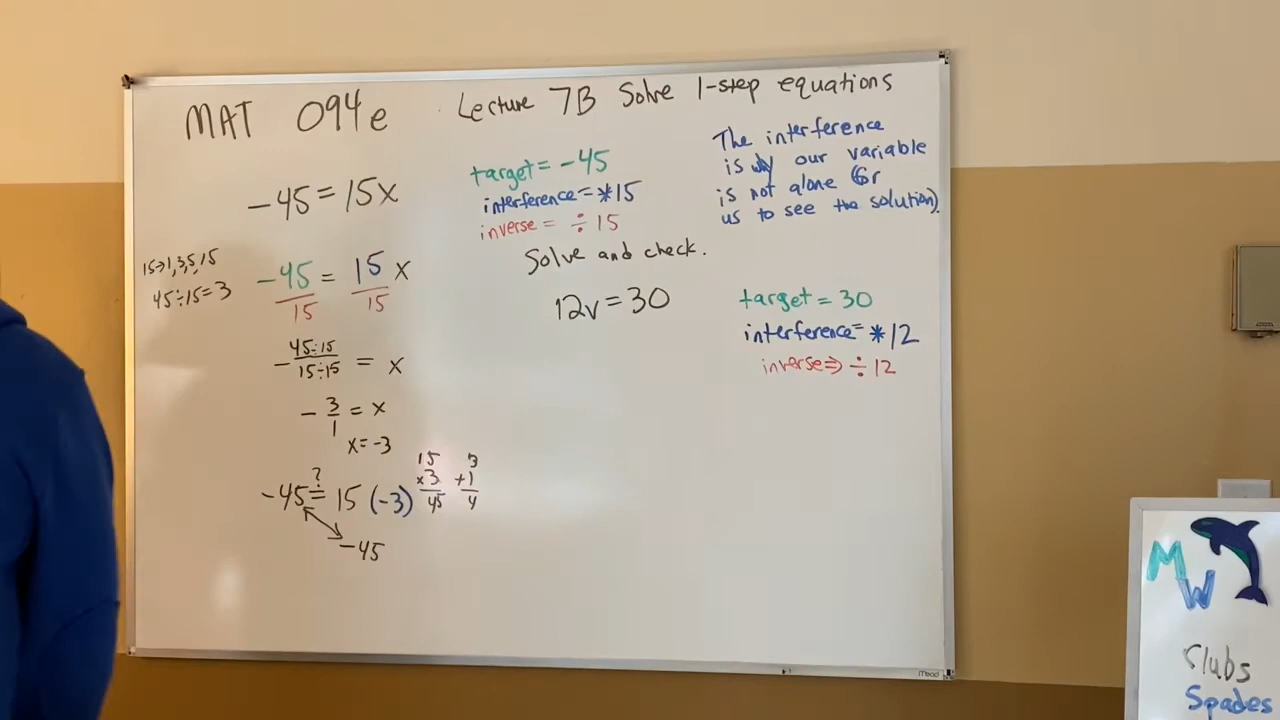 MAT 094e
Lecture 7B Solve 1-step equations
-45 = 15x
target = -45
interference = *15
inverse = ÷ 15
The interference
is why our variable
is not alone (for
us to see the solution).
15→1,3,5,15
45÷15=3
-45 = 15 x
15 15
- 45÷15 = x
15÷15
- 3 = x
1
x = -3
-45 ?= 15 (-3)
15
×3
45
3
+1
4
-45
Solve and check.
12v = 30
target = 30
interference = *12
inverse ⇒ ÷ 12
Mead
MW
Clubs
Spades